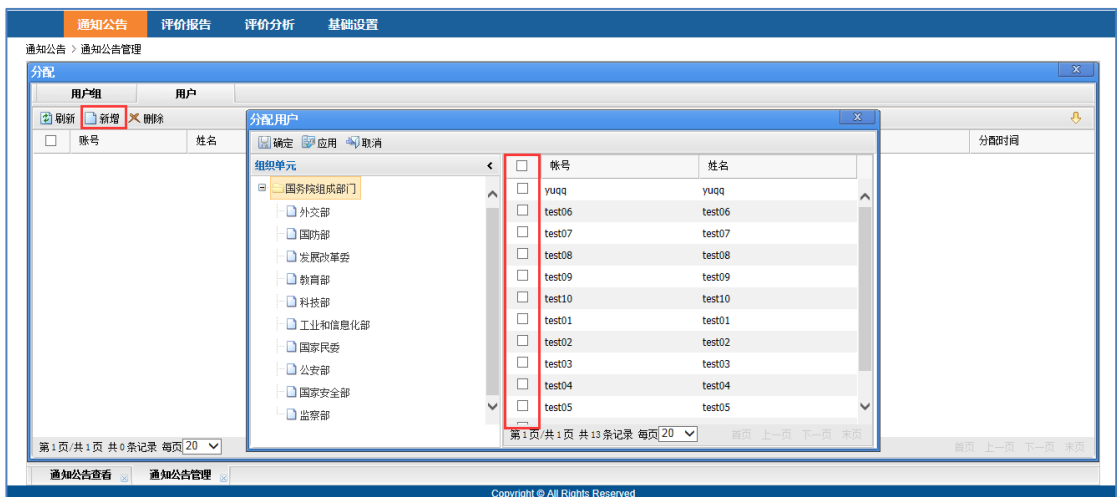 通知公告 评价报告 评价分析 基础设置
通知公告 > 通知公告管理
分配
用户组 用户
刷新 新增 删除
账号 姓名 分配时间
分配用户
确定 应用 取消
组织单元
国务院组成部门
外交部
国防部
发展改革委
教育部
科技部
工业和信息化部
国家民委
公安部
国家安全部
监察部
帐号 姓名
yuqq yuqq
test06 test06
test07 test07
test08 test08
test09 test09
test10 test10
test01 test01
test02 test02
test03 test03
test04 test04
test05 test05
第1页/共1页 共13条记录 每页 20 首页 上一页 下一页 末页
第1页/共1页 共0条记录 每页 20 首页 上一页 下一页 末页
通知公告查看 通知公告管理
Copyright © All Rights Reserved